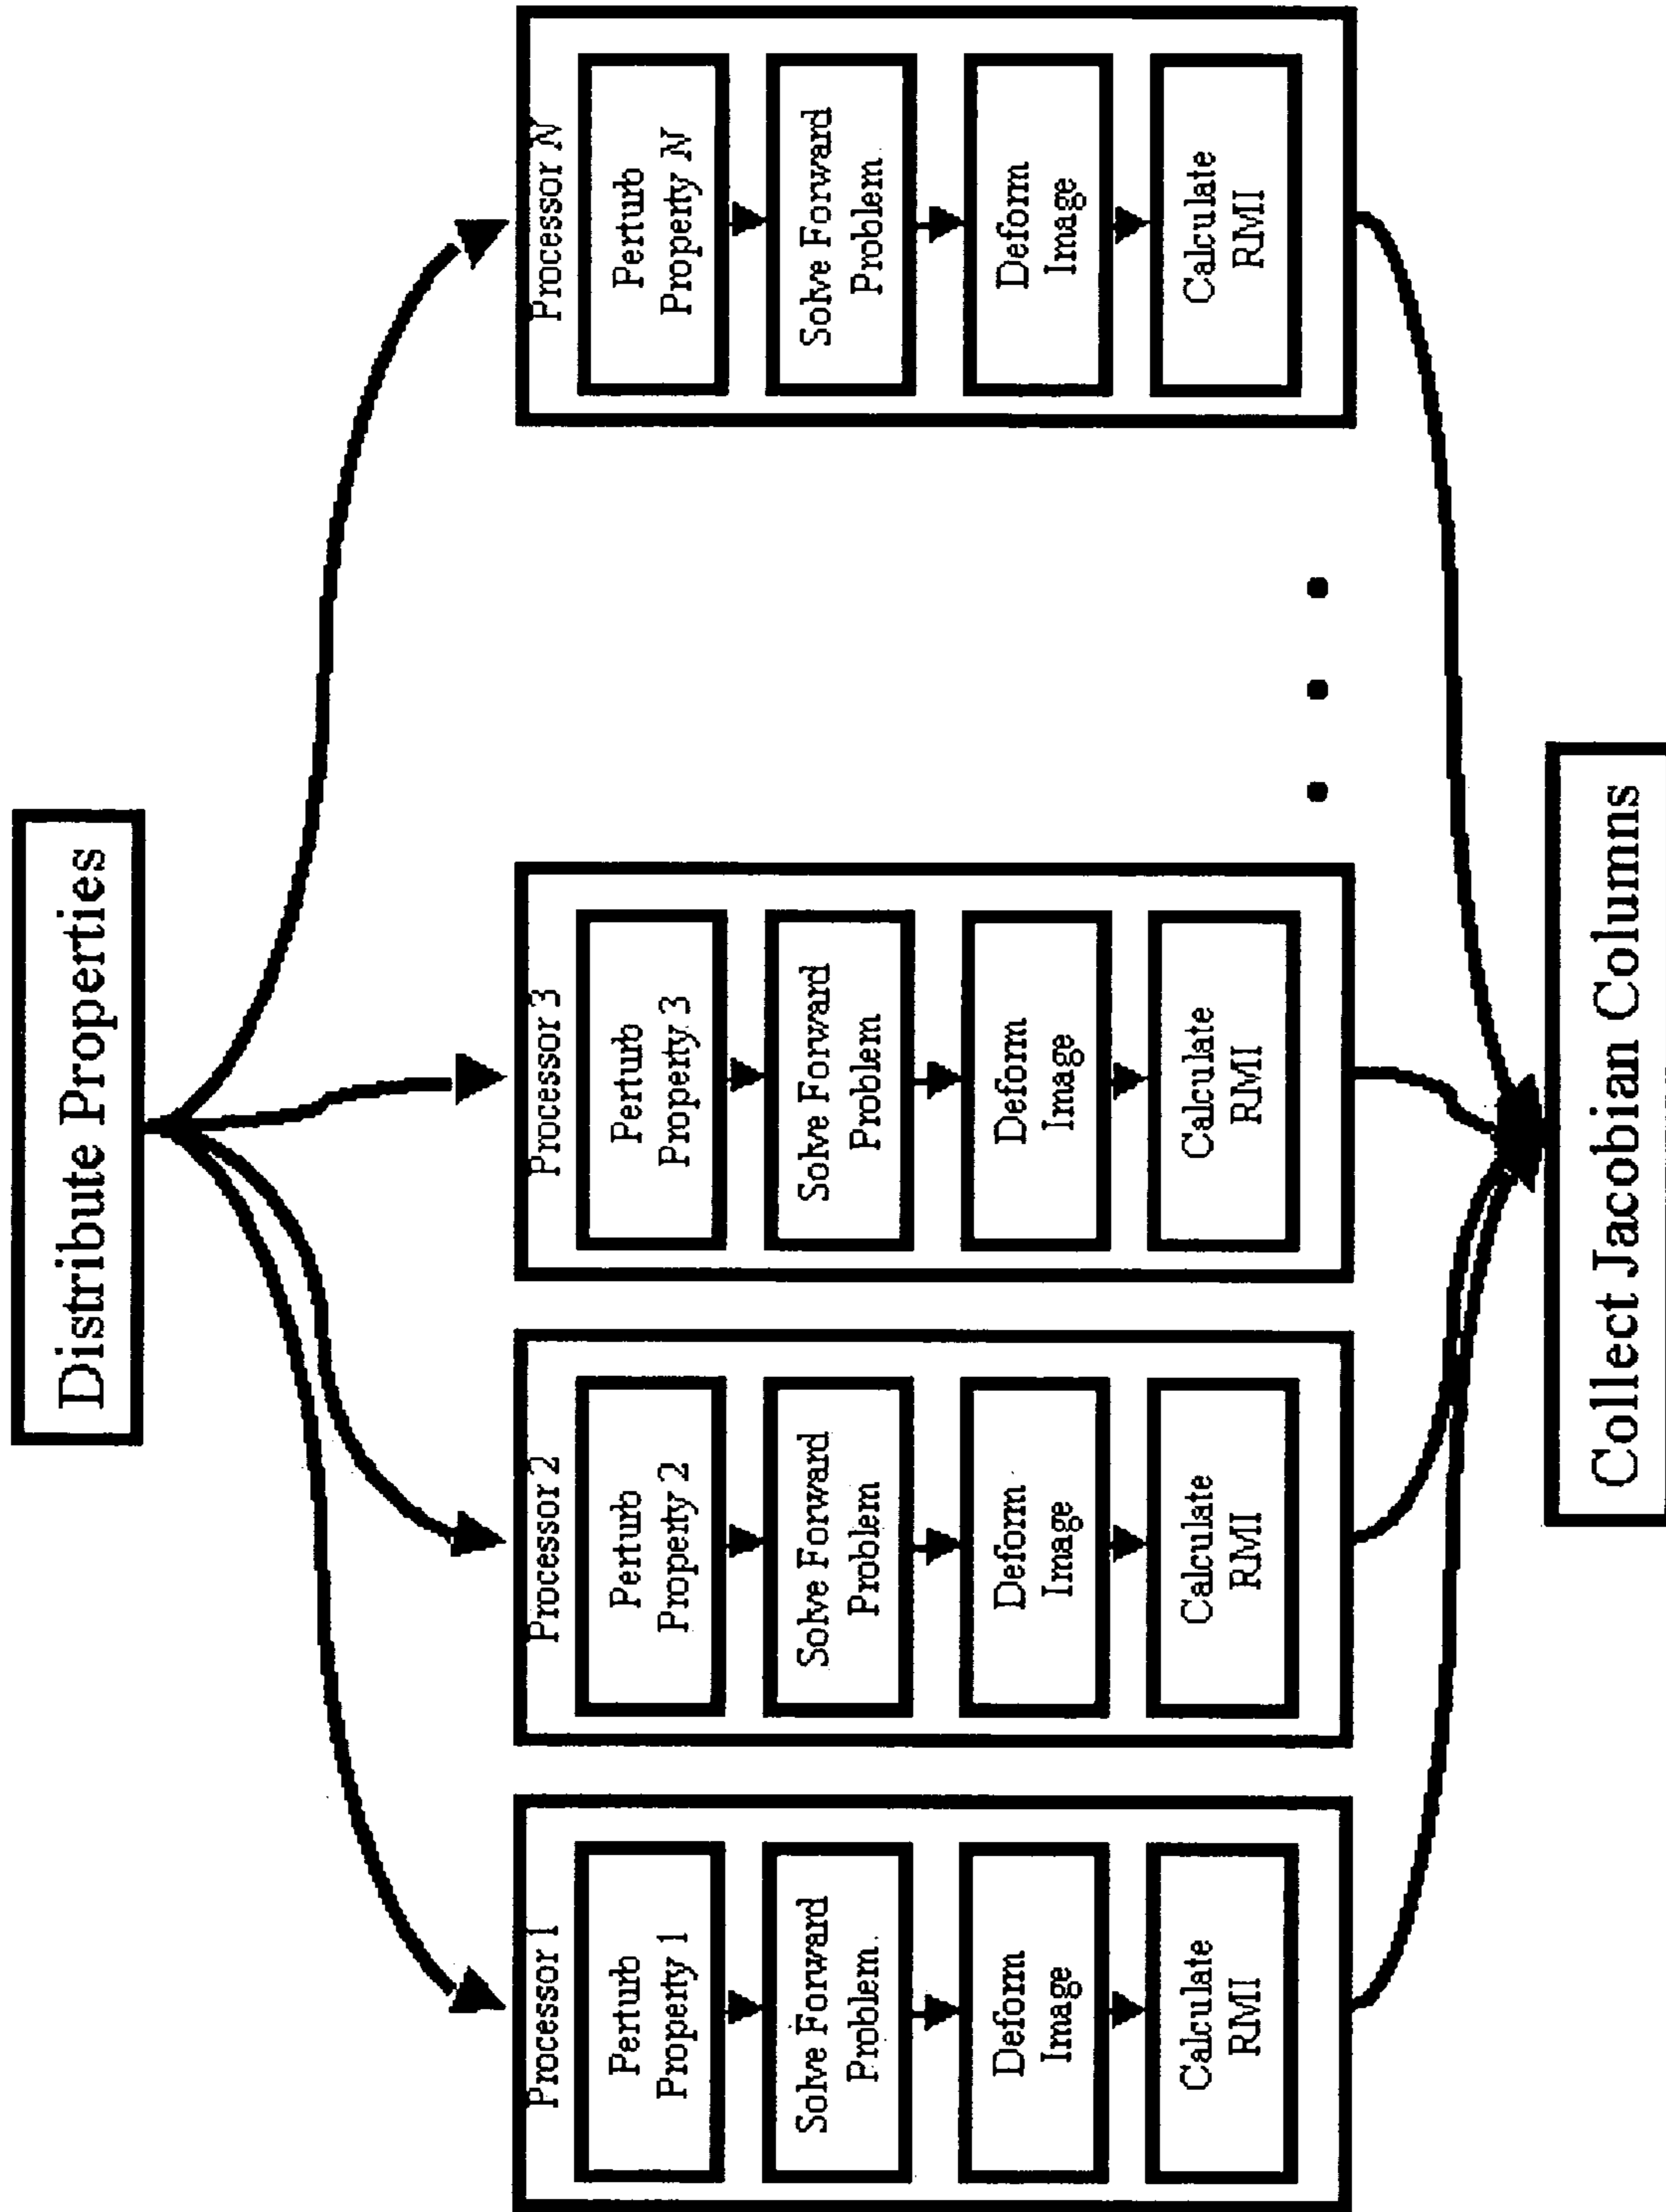 Distribute Properties
Processor 1
Perturb
Property 1
Solve Forward
Problem
Deform
Image
Calculate
RMI
Processor 2
Perturb
Property 2
Solve Forward
Problem
Deform
Image
Calculate
RMI
Processor 3
Perturb
Property 3
Solve Forward
Problem
Deform
Image
Calculate
RMI
Processor N
Perturb
Property N
Solve Forward
Problem
Deform
Image
Calculate
RMI
Collect Jacobian Columns